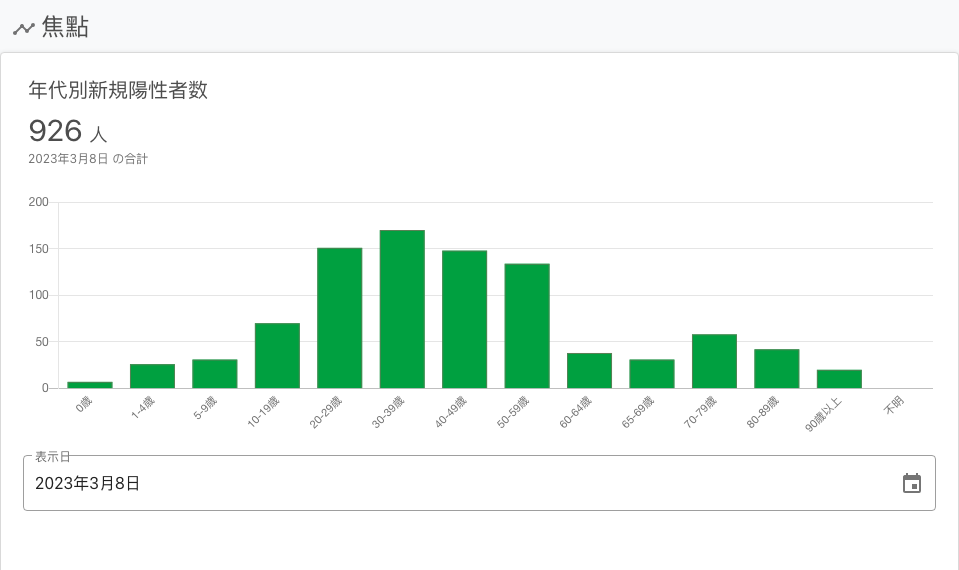 焦點
年代別新規陽性者数
926 人
2023年3月8日 の合計
200
150
100
50
0
0歳
1-4歳
5-9歳
10-19歳
20-29歳
30-39歳
40-49歳
50-59歳
60-64歳
65-69歳
70-79歳
80-89歳
90歳以上
不明
表示日
2023年3月8日